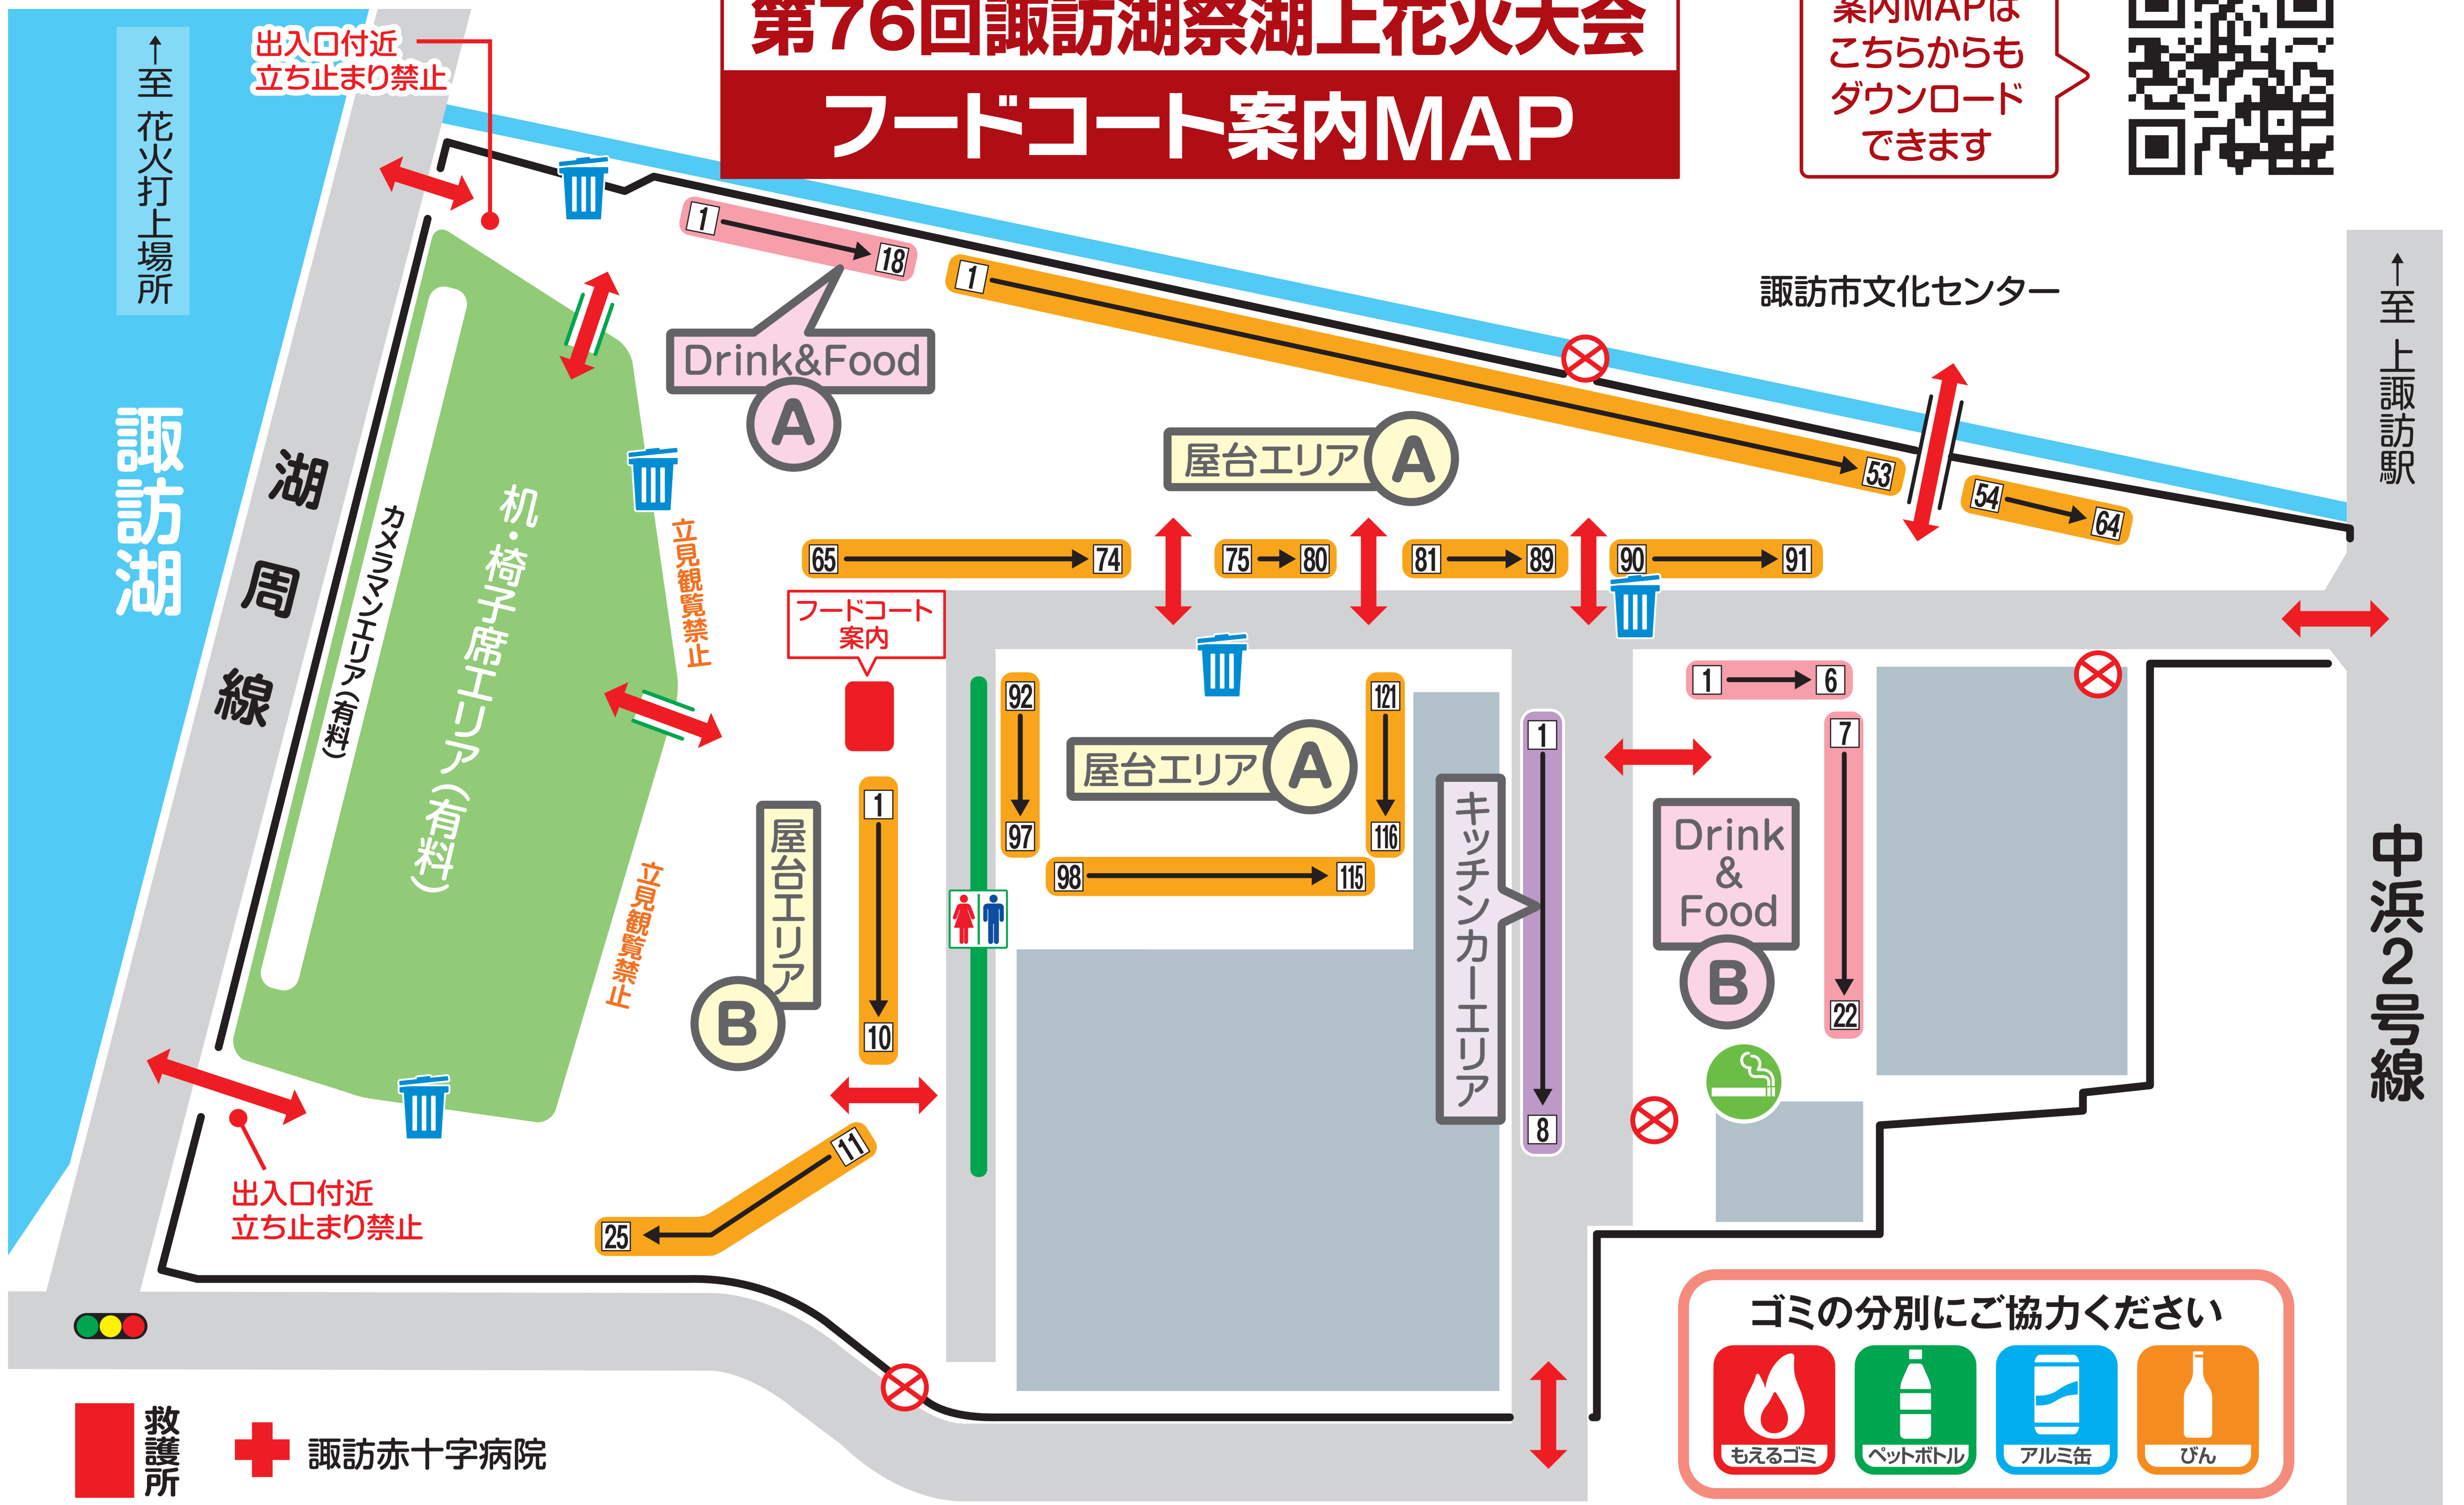 第76回諏訪湖祭湖上花火大会
フードコート案内MAP
案内MAPは
こちらからも
ダウンロード
できます
↑至 花火打上場所
出入口付近
立ち止まり禁止
諏訪湖
湖周線
カメラマンエリア(有料)
机・椅子席エリア(有料)
立見観覧禁止
立見観覧禁止
1
18
Drink&Food
A
1
53
54
64
諏訪市文化センター
↑至 上諏訪駅
屋台エリア A
65
74
75
80
81
89
90
91
フードコート
案内
92
97
98
115
121
116
屋台エリア A
屋台エリア
B
1
10
11
25
キッチンカーエリア
1
8
1
6
7
22
Drink
&
Food
B
中浜2号線
出入口付近
立ち止まり禁止
救護所
諏訪赤十字病院
ゴミの分別にご協力ください
もえるゴミ
ペットボトル
アルミ缶
びん